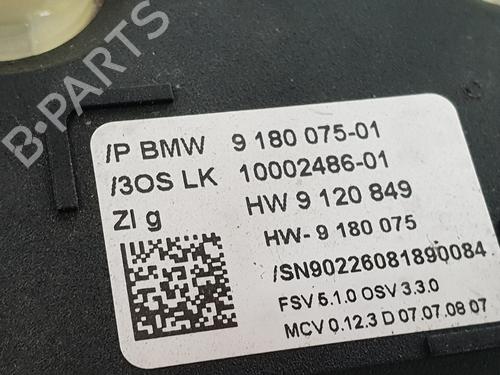 B-PARTS
/P BMW 9 180 075-01
/3OS LK 10002486-01
ZI g HW 9 120 849
HW- 9 180 075
/SN90226081890084
FSV 5.1.0 OSV 3.3.0
MCV 0.12.3 D 07.07.08 07